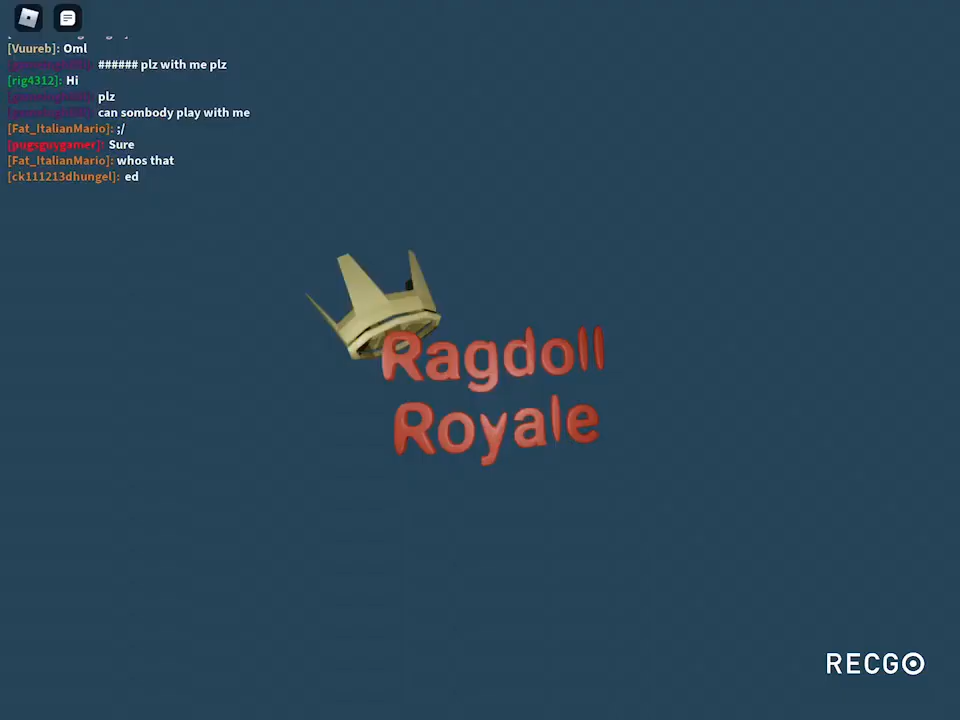 [Vuureb]: Oml
###### plz with me plz
[rig4312]: Hi
plz
can sombody play with me
[Fat_ItalianMario]: ;/
[pugsguygamer]: Sure
[Fat_ItalianMario]: whos that
[ck111213dhungel]: ed
Ragdoll
Royale
RECGO